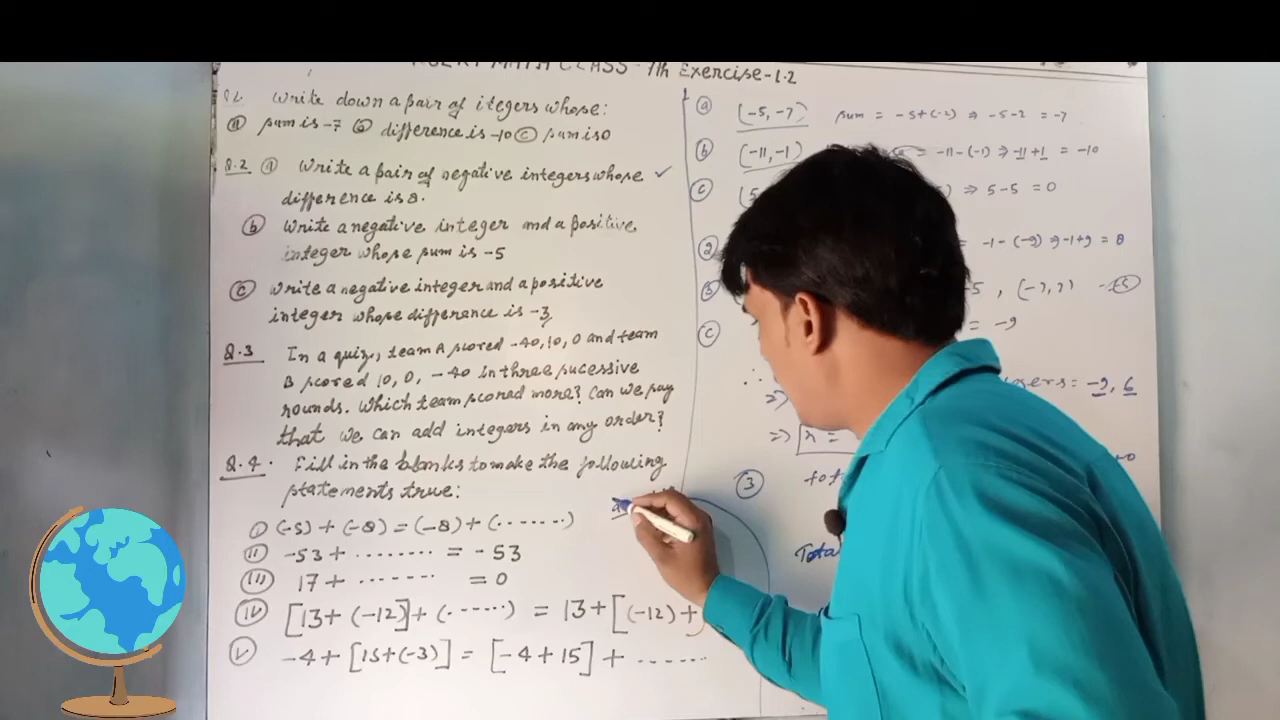 MATH CLASS - 7th Exercise-1.2
Q.1. Write down a pair of itegers whose:
ⓐ sum is -7 ⓑ difference is -10 ⓒ sum is 0
Q.2 ⓐ Write a pair of negative integers whose ✓
difference is 8.
ⓑ Write a negative integer and a positive
integer whose sum is -5
ⓒ Write a negative integer and a positive
integer whose difference is -3
Q.3 In a quiz, team A scored -40, 10, 0 and team
B scored 10, 0, -40 in three sucessive
rounds. Which team scored more? Can we say
that we can add integers in any order?
Q.4. Fill in the blanks to make the following
statements true:
i) (-5) + (-8) = (-8) + (.......)
ii) -53 + ........ = -53
iii) 17 + ........ = 0
iv) [13 + (-12)] + (......) = 13 + [(-12) +
v) -4 + [15 + (-3)] = [-4 + 15] + ......
ⓐ (-5, -7) sum = -5 + (-2) ⇒ -5 - 2 = -7
ⓑ (-11, -1) = -11 - (-1) ⇒ -11 + 1 = -10
ⓒ (5 ⇒ 5 - 5 = 0
② = -1 - (-9) ⇒ -1 + 9 = 8
-5 , (-7, 2)
ⓒ = -9
∴ = -9, 6
⇒
⇒
③
Tota